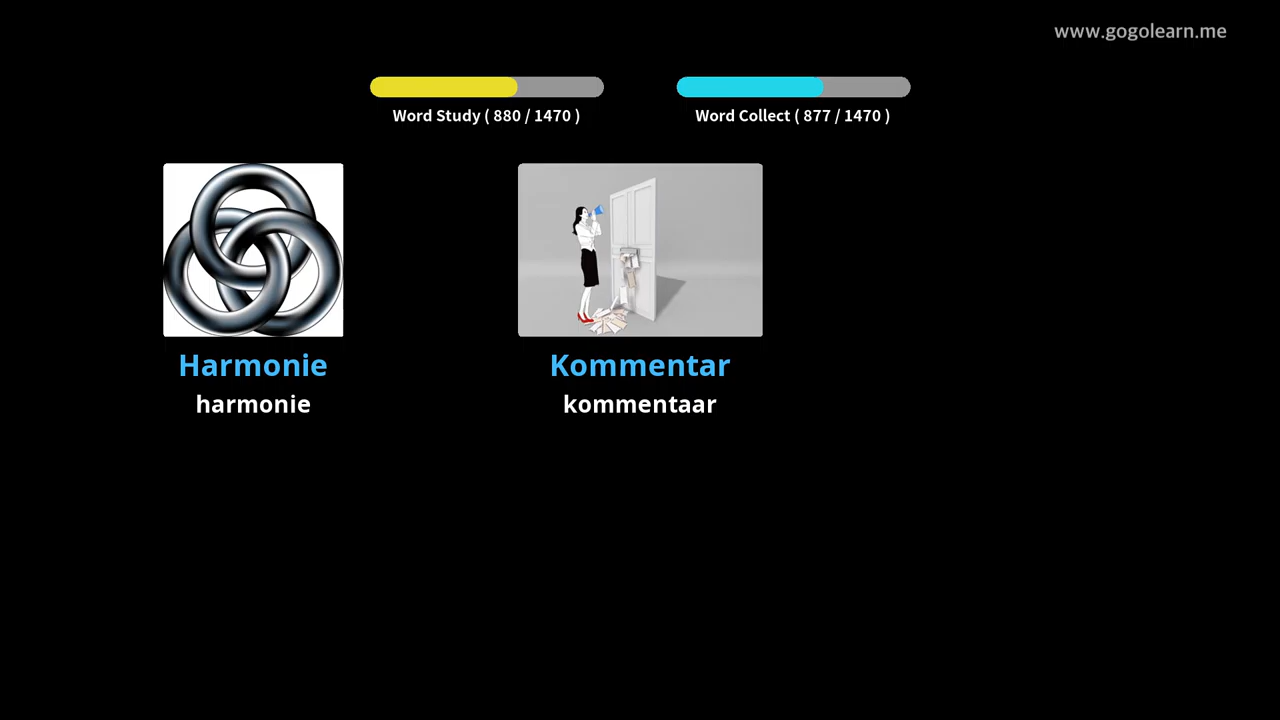 www.gogolearn.me
Word Study ( 880 / 1470 )
Word Collect ( 877 / 1470 )
Harmonie
harmonie
Kommentar
kommentaar